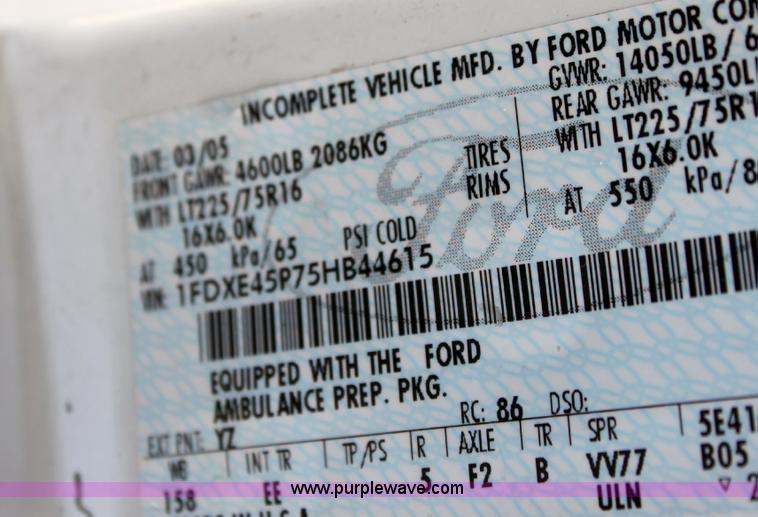 INCOMPLETE VEHICLE MFD. BY FORD MOTOR
DATE: 03/05 GVWR: 14050LB/
FRONT GAWR: 4600LB 2086KG REAR GAWR:
WITH LT225/75R16 TIRES WITH LT225/75R1
16X6.0K RIMS 16X6.0K
AT 450 kPa/65 PSI COLD AT 550 kPa/8
VIN: 1FDXE45P75HB44615
Ford
EQUIPPED WITH THE FORD
AMBULANCE PREP. PKG.
RC: 86 DSO:
EXT PNT: YZ
WB INT TR TP/PS R AXLE TR SPR 5E41
158 EE 5 F2 B VV77 B05
ULN
www.purplewave.com